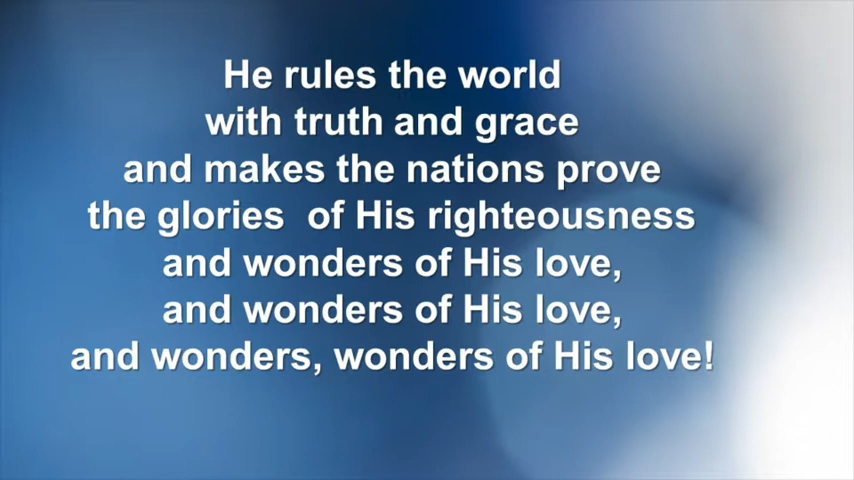 He rules the world
with truth and grace
and makes the nations prove
the glories  of His righteousness
and wonders of His love,
and wonders of His love,
and wonders, wonders of His love!